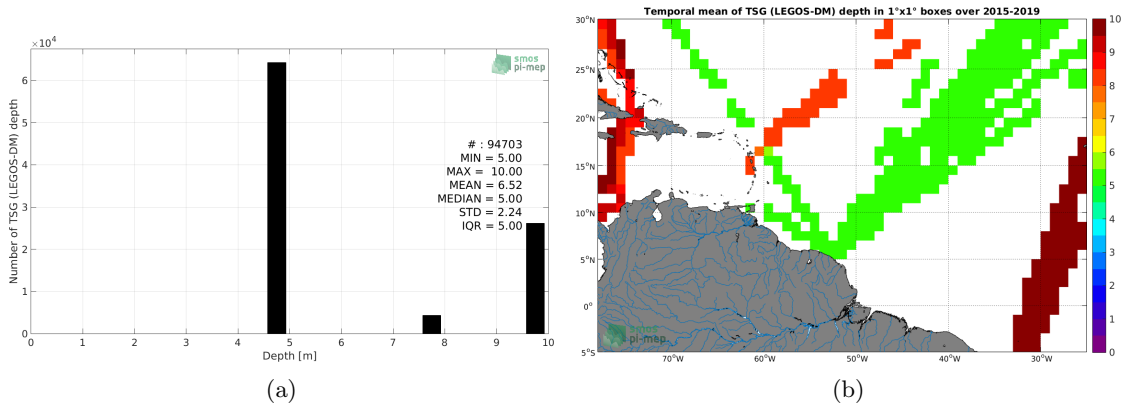 ×10⁴
6
5
4
3
2
1
0
Number of TSG (LEGOS-DM) depth
smos
pi-mep
# : 94703
MIN = 5.00
MAX = 10.00
MEAN = 6.52
MEDIAN = 5.00
STD = 2.24
IQR = 5.00
0 1 2 3 4 5 6 7 8 9 10
Depth [m]
(a)
Temporal mean of TSG (LEGOS-DM) depth in 1°x1° boxes over 2015-2019
30°N
25°N
20°N
15°N
10°N
5°N
0°
5°S
70°W 60°W 50°W 40°W 30°W
smos
pi-mep
10
9
8
7
6
5
4
3
2
1
0
(b)